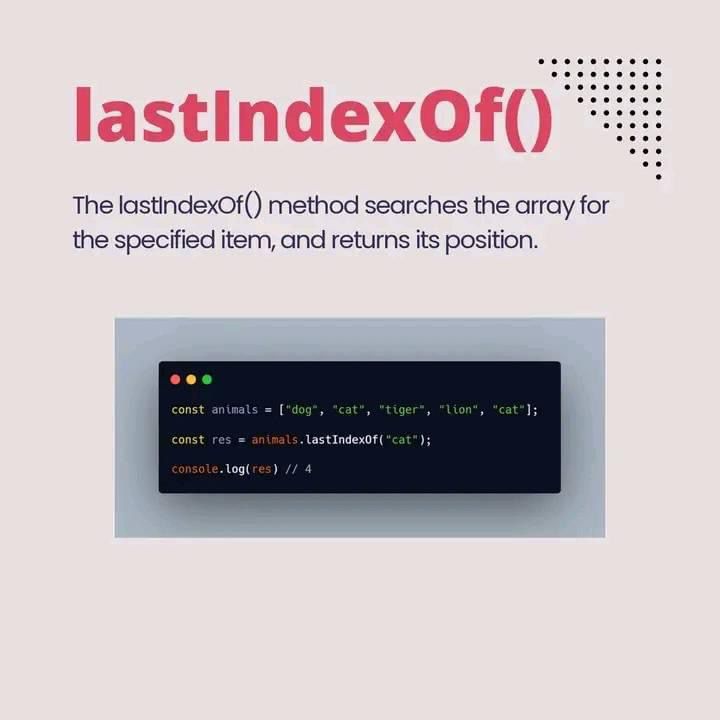 lastIndexOf()
The lastIndexOf() method searches the array for
the specified item, and returns its position.
const animals = ["dog", "cat", "tiger", "lion", "cat"];
const res = animals.lastIndexOf("cat");
console.log(res) // 4